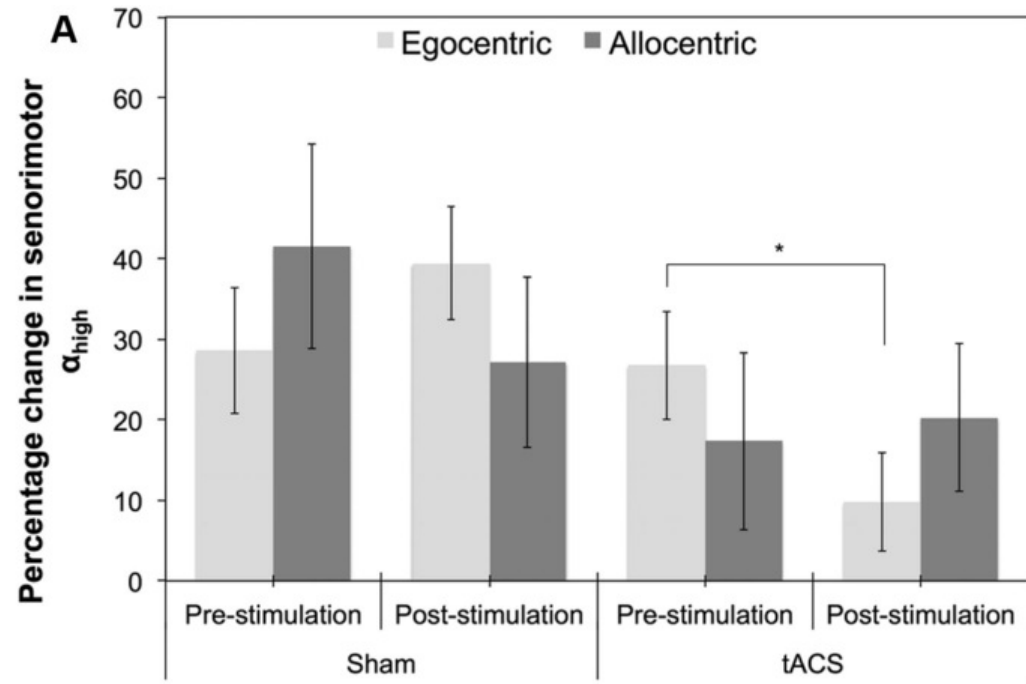 A
Percentage change in senorimotor
αhigh
70
60
50
40
30
20
10
0
Egocentric Allocentric
*
Pre-stimulation Post-stimulation Pre-stimulation Post-stimulation
Sham tACS